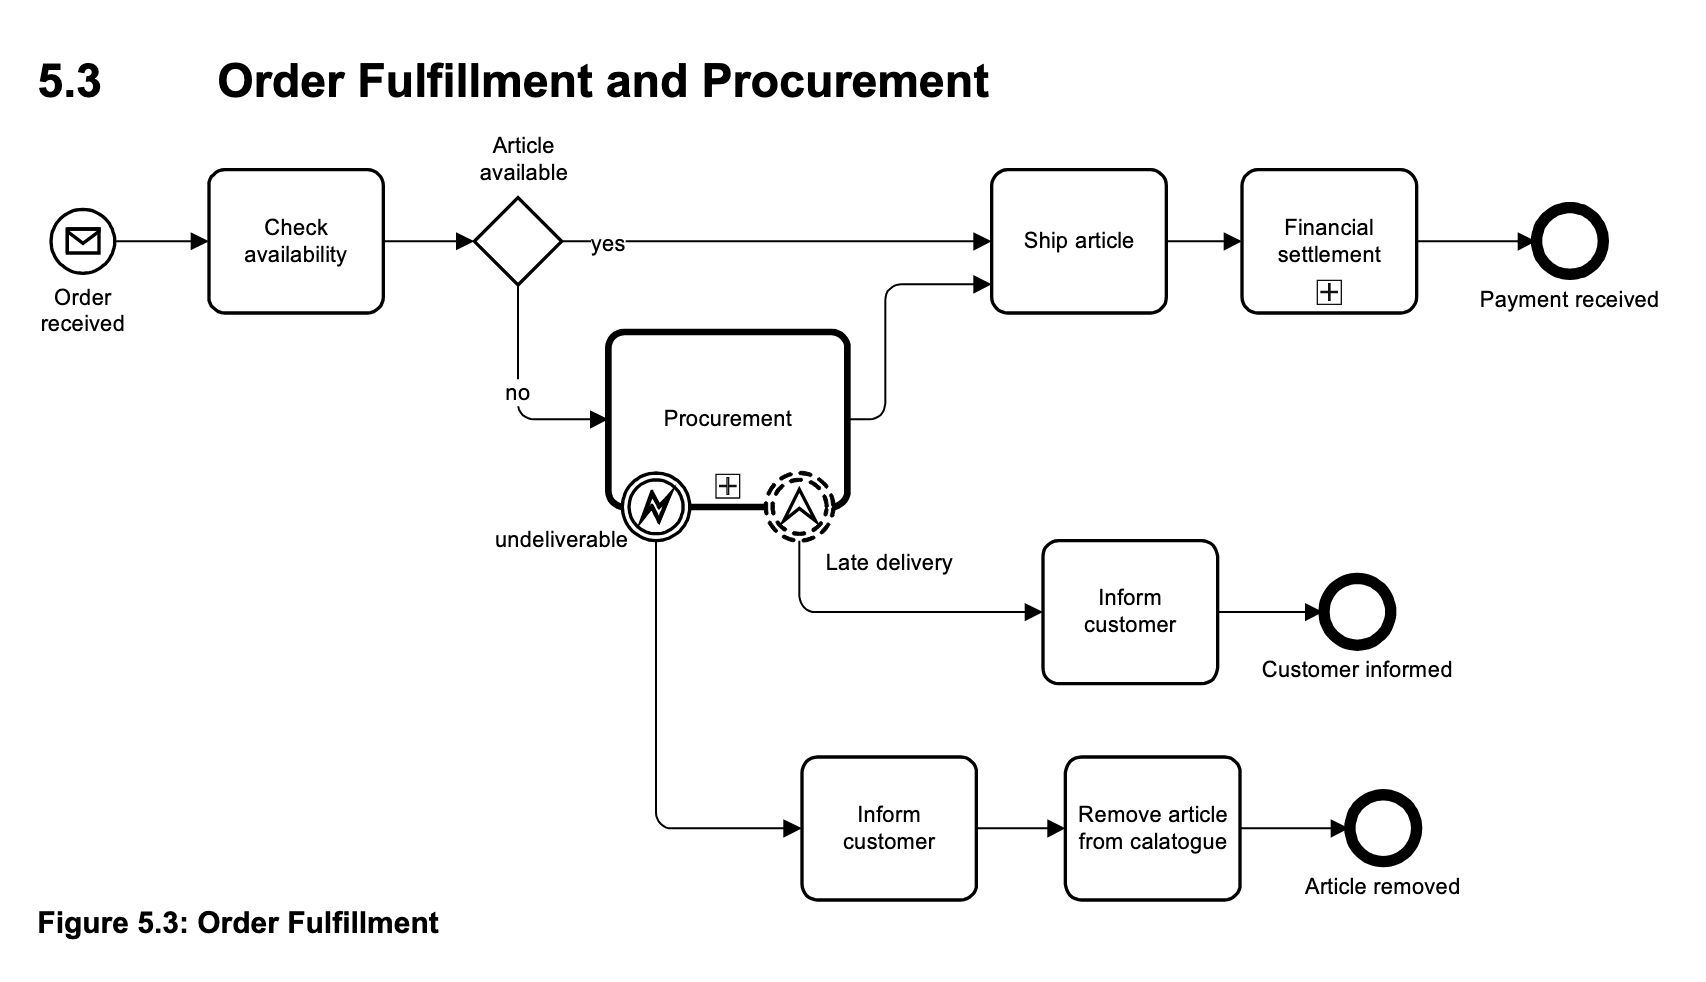 5.3 Order Fulfillment and Procurement
Article
available
Order
received
Check
availability
yes
no
Ship article
Financial
settlement
Payment received
Procurement
undeliverable
Late delivery
Inform
customer
Customer informed
Inform
customer
Remove article
from calatogue
Article removed
Figure 5.3: Order Fulfillment